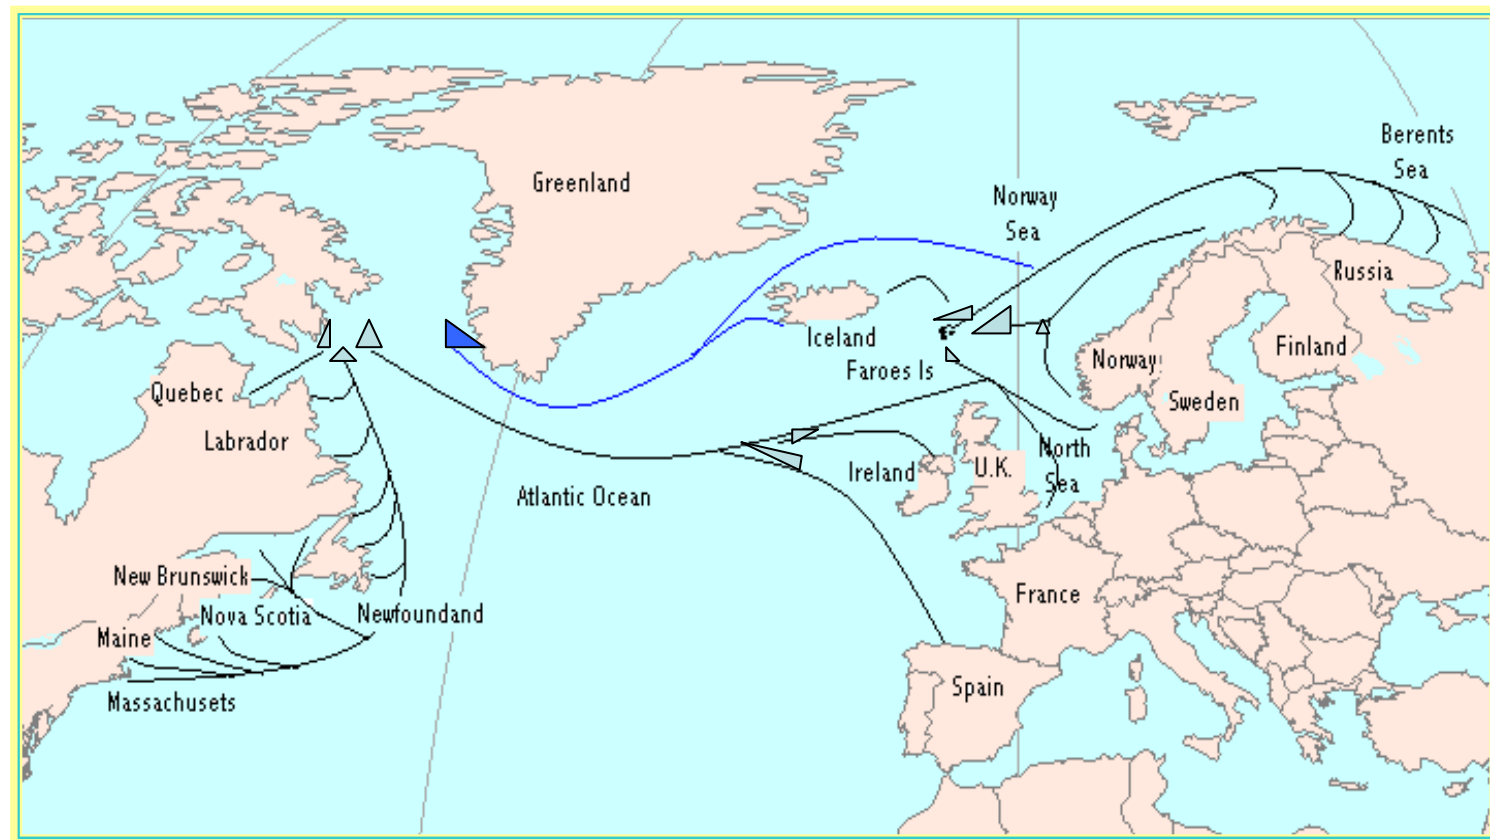 Berents
Sea
Greenland
Norway
Sea
Russia
Iceland
Finland
Norway
Faroes Is
Quebec
Sweden
Labrador
North
Sea
Ireland
U.K.
Atlantic Ocean
New Brunswick
France
Nova Scotia
Newfoundand
Maine
Spain
Massachusets